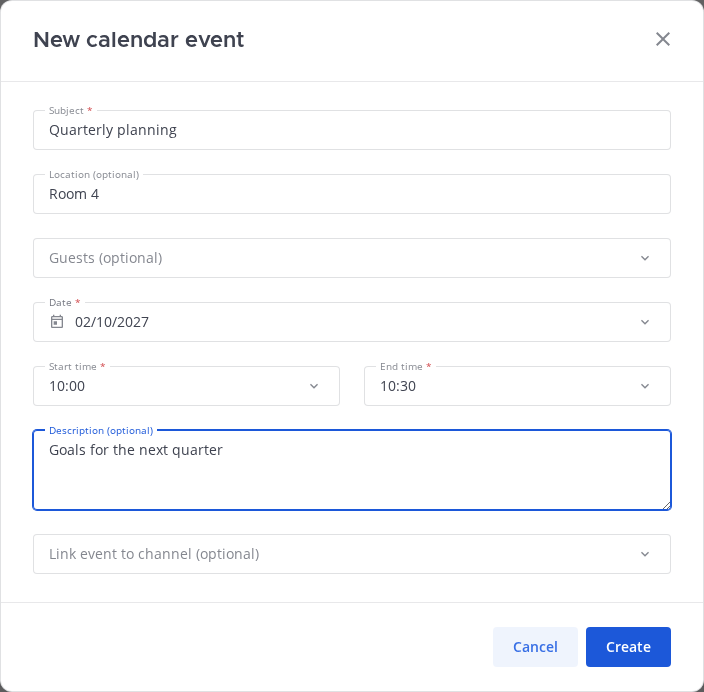 New calendar event
Subject *
Quarterly planning
Location (optional)
Room 4
Guests (optional)
Date *
02/10/2027
Start time *
10:00
End time *
10:30
Description (optional)
Goals for the next quarter
Link event to channel (optional)
Cancel
Create